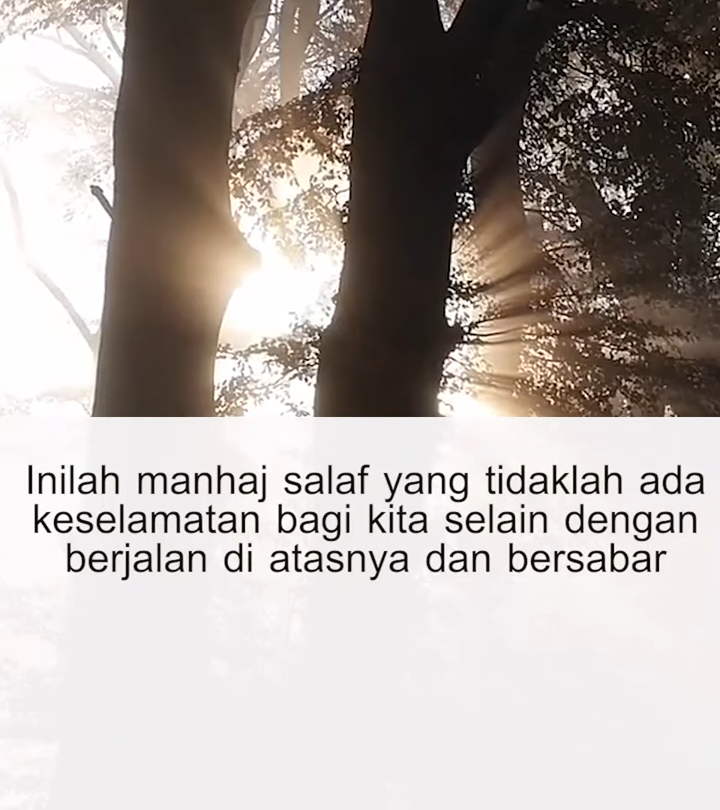 Inilah manhaj salaf yang tidaklah ada
keselamatan bagi kita selain dengan
berjalan di atasnya dan bersabar